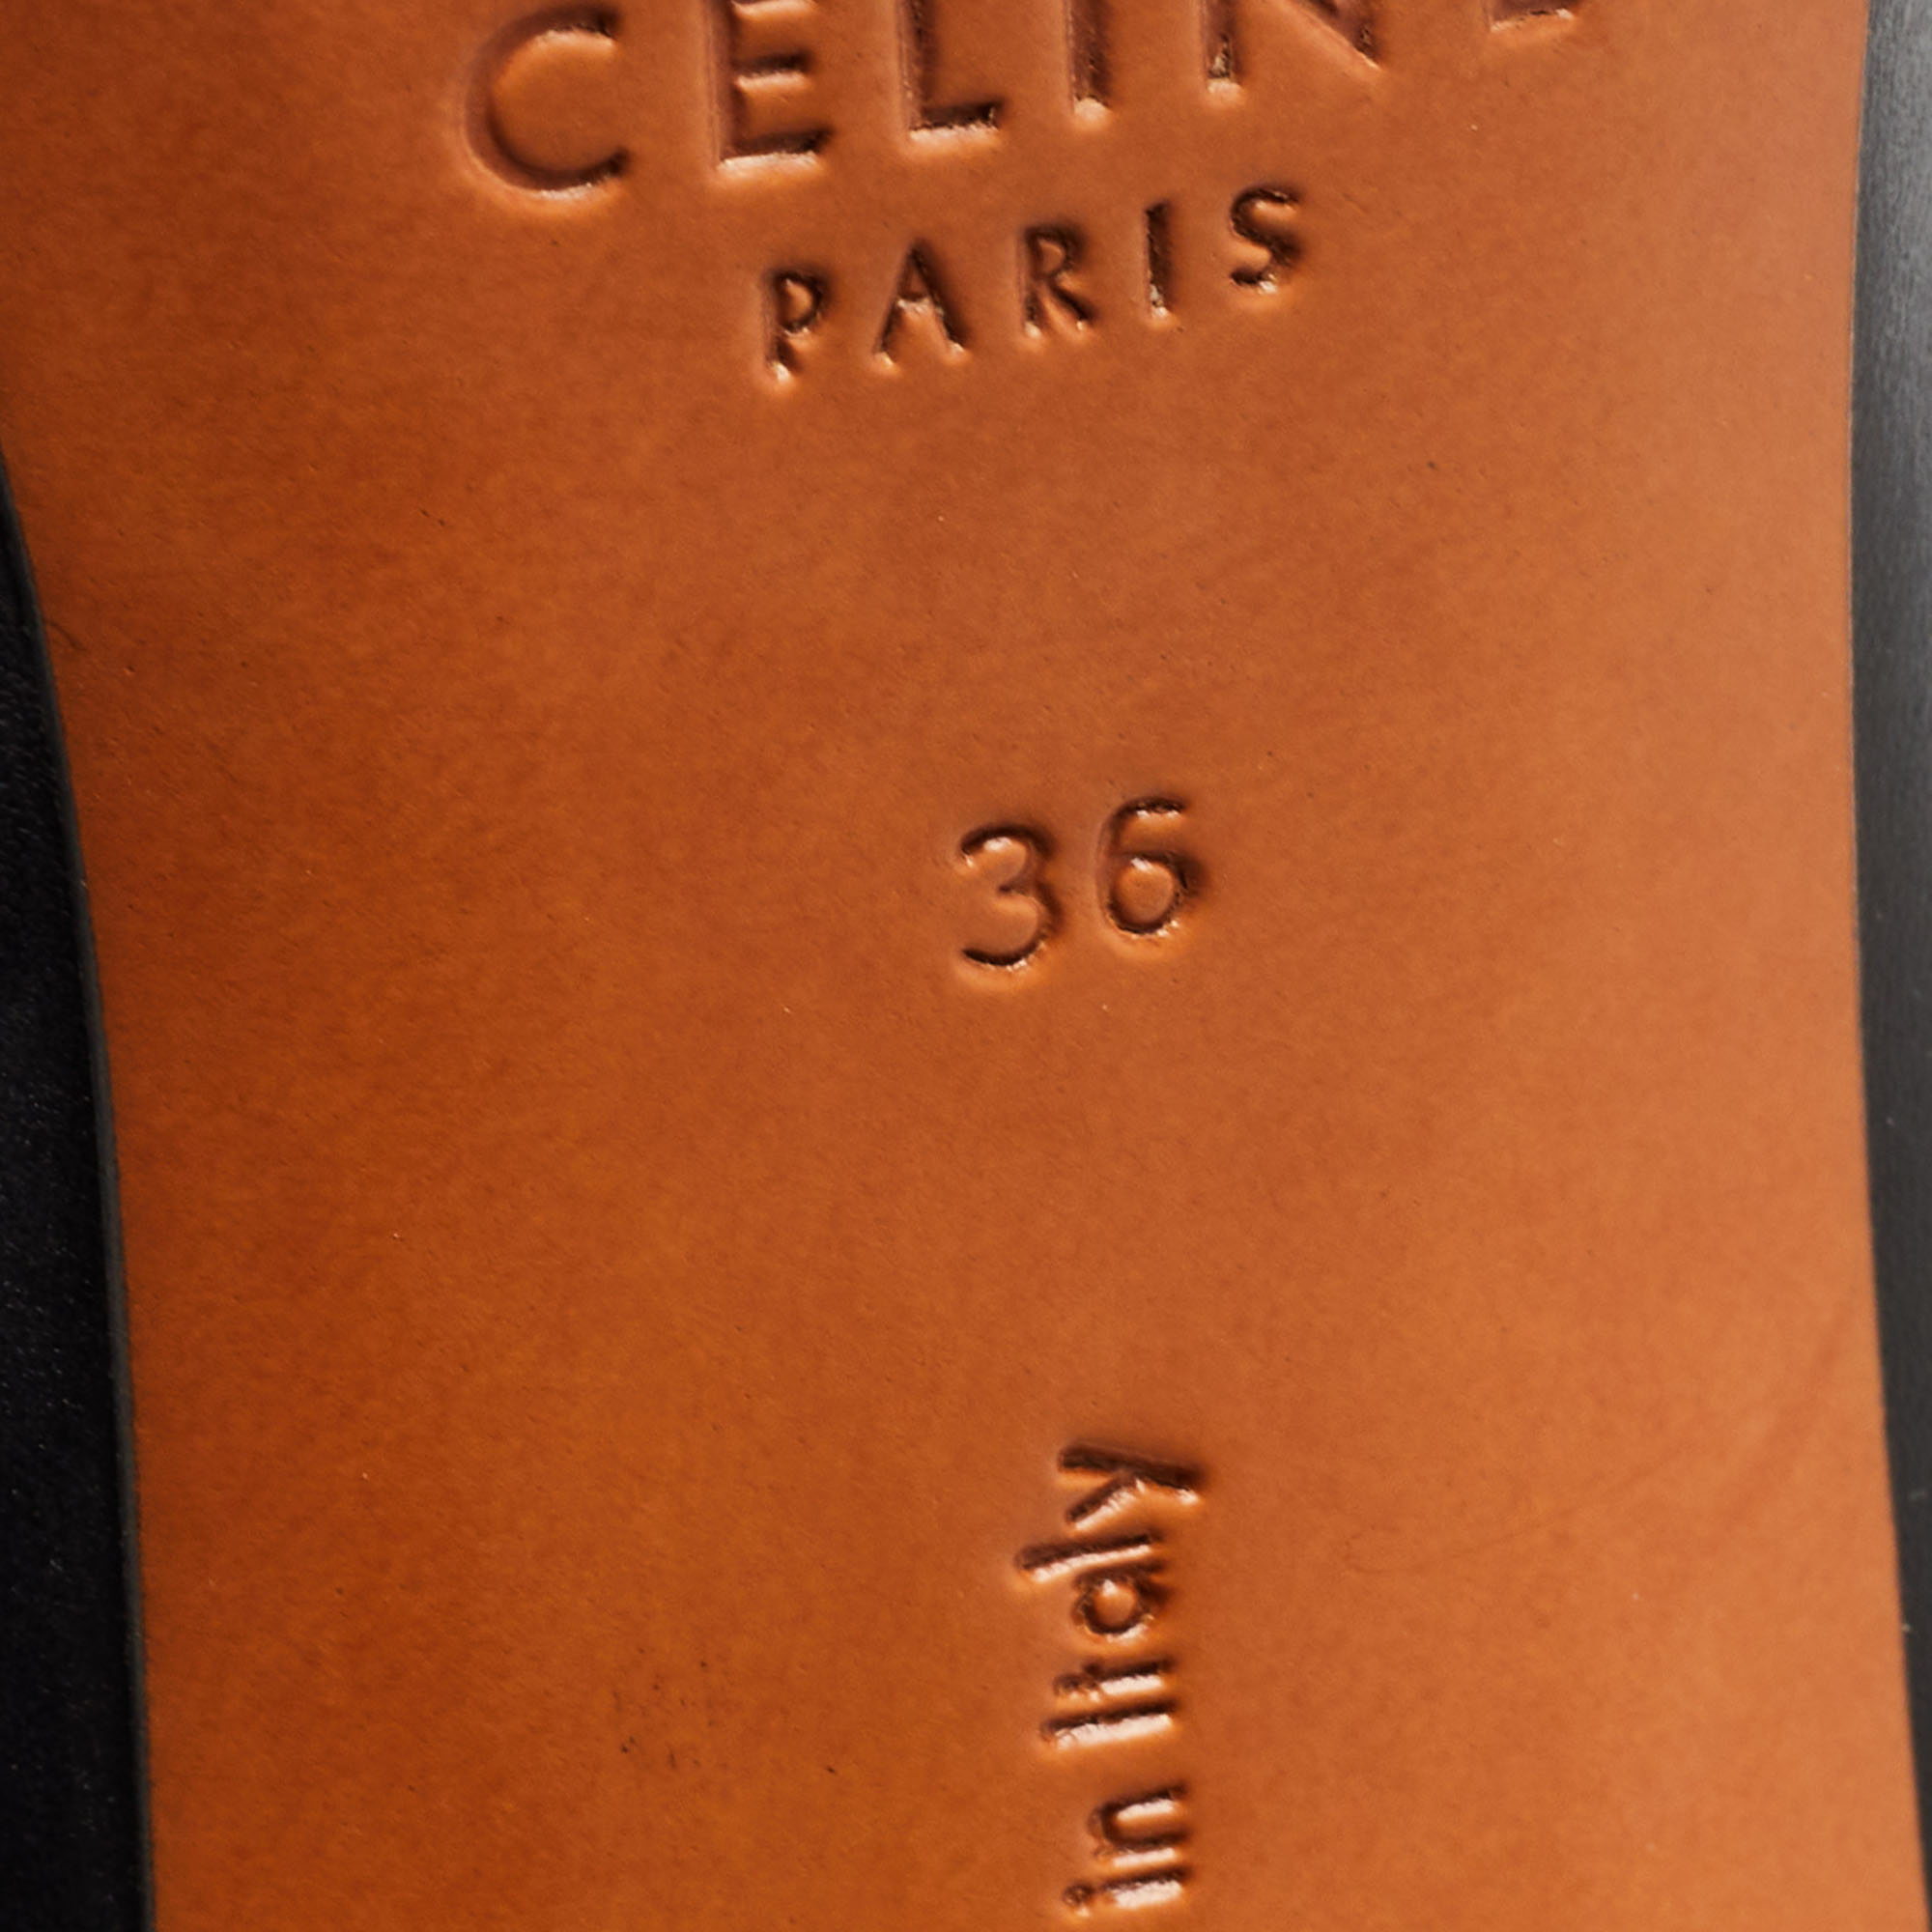 CELINE
PARIS
36
in Italy